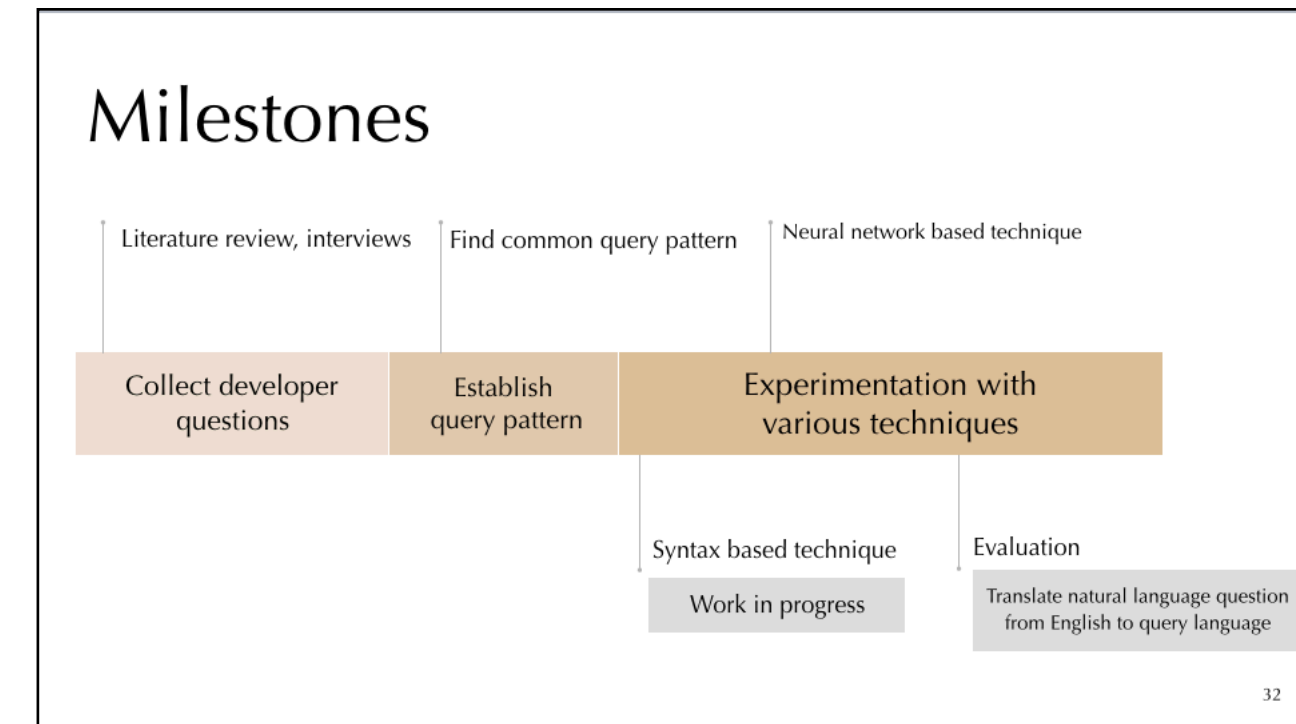 Milestones
Literature review, interviews
Find common query pattern
Neural network based technique
Collect developer
questions
Establish
query pattern
Experimentation with
various techniques
Syntax based technique
Work in progress
Evaluation
Translate natural language question
from English to query language
32